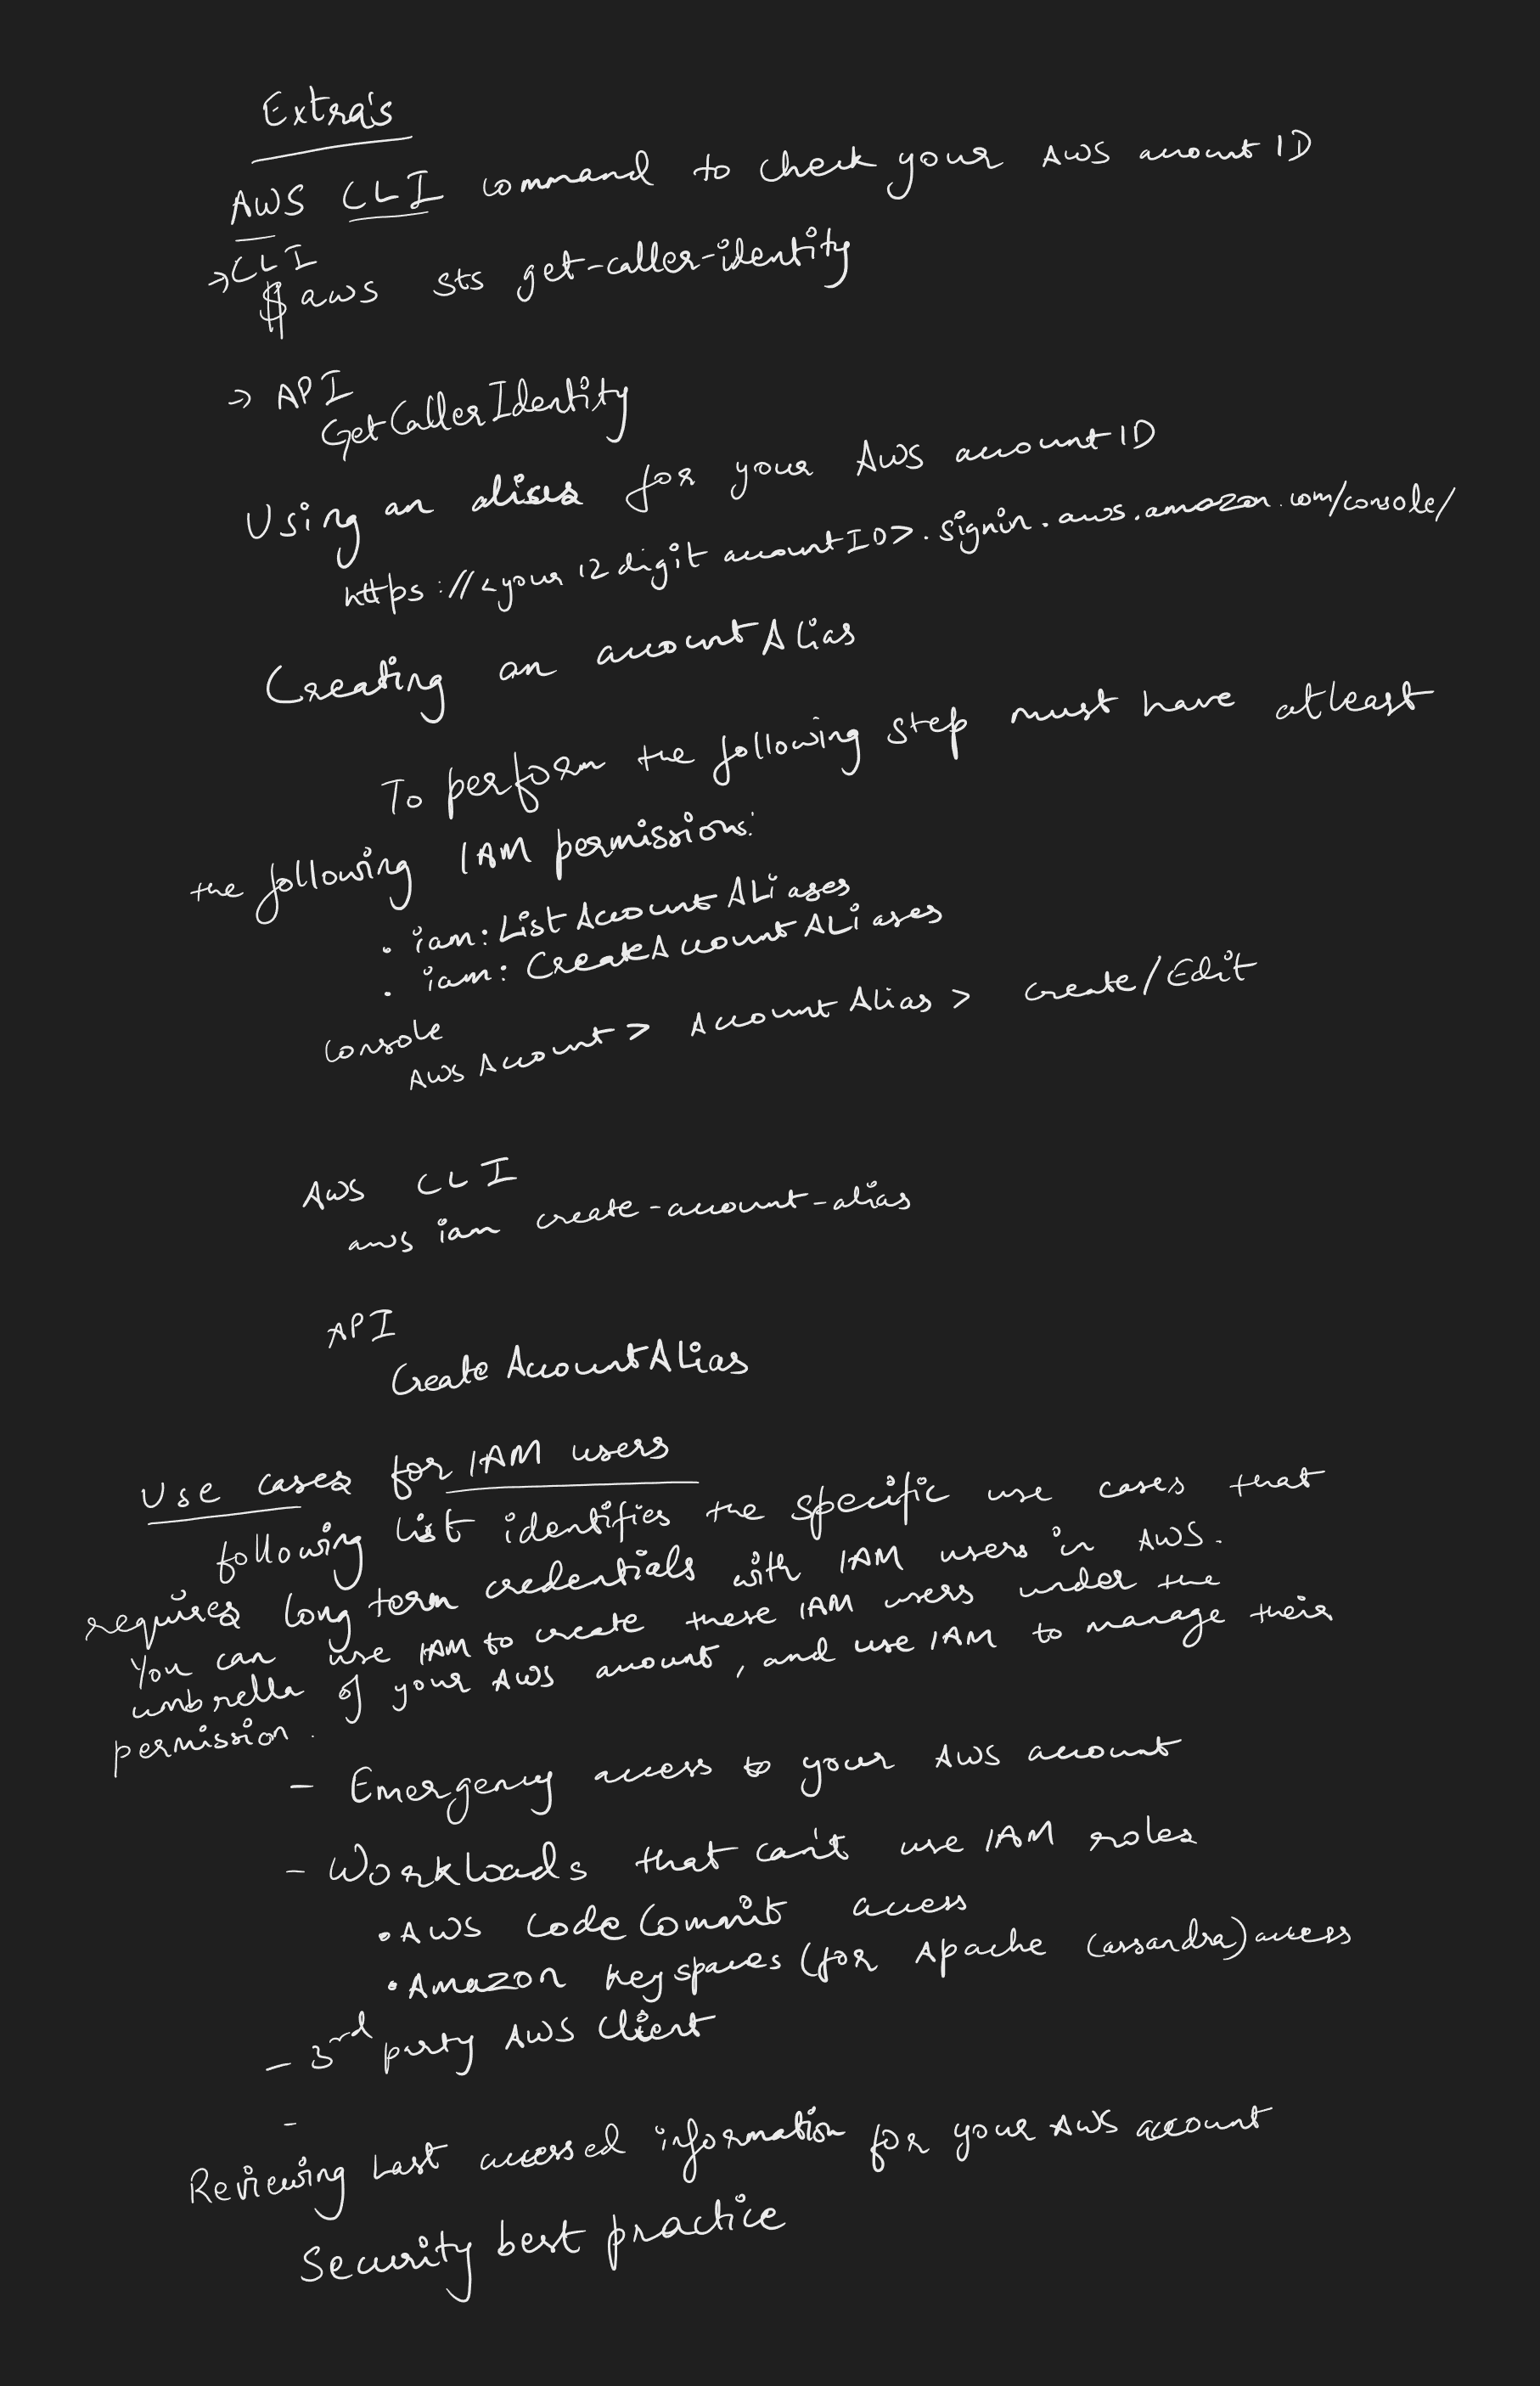 Extra's
AWS CLI command to check your AWS account ID
→ CLI
$ aws sts get-caller-identity
→ API
GetCallerIdentity
Using an alises for your AWS account ID
https://<your 12 digit accountID>.signin.aws.amazon.com/console/
Creating an account Alias
To perform the following step must have atleast
the following IAM permissions:
• iam:ListAccountALiases
• iam: CreateAccountALiases
Console
AWS Account > Account Alias > Create/Edit
AWS CLI
aws iam create-account-alias
API
CreateAccountALias
Use cases for IAM users
following list identifies the specific use cases that
requires long term credentials with IAM users in AWS.
You can use IAM to create these IAM users under the
umbrella of your AWS account, and use IAM to manage their
permission.
- Emergency access to your AWS account
- Workloads that can't use IAM roles
• AWS CodeCommit access
• Amazon Keyspaces (for Apache Cassandra) access
- 3rd party AWS Client
-
Reviewing Last accessed information for your AWS account
Security best practice